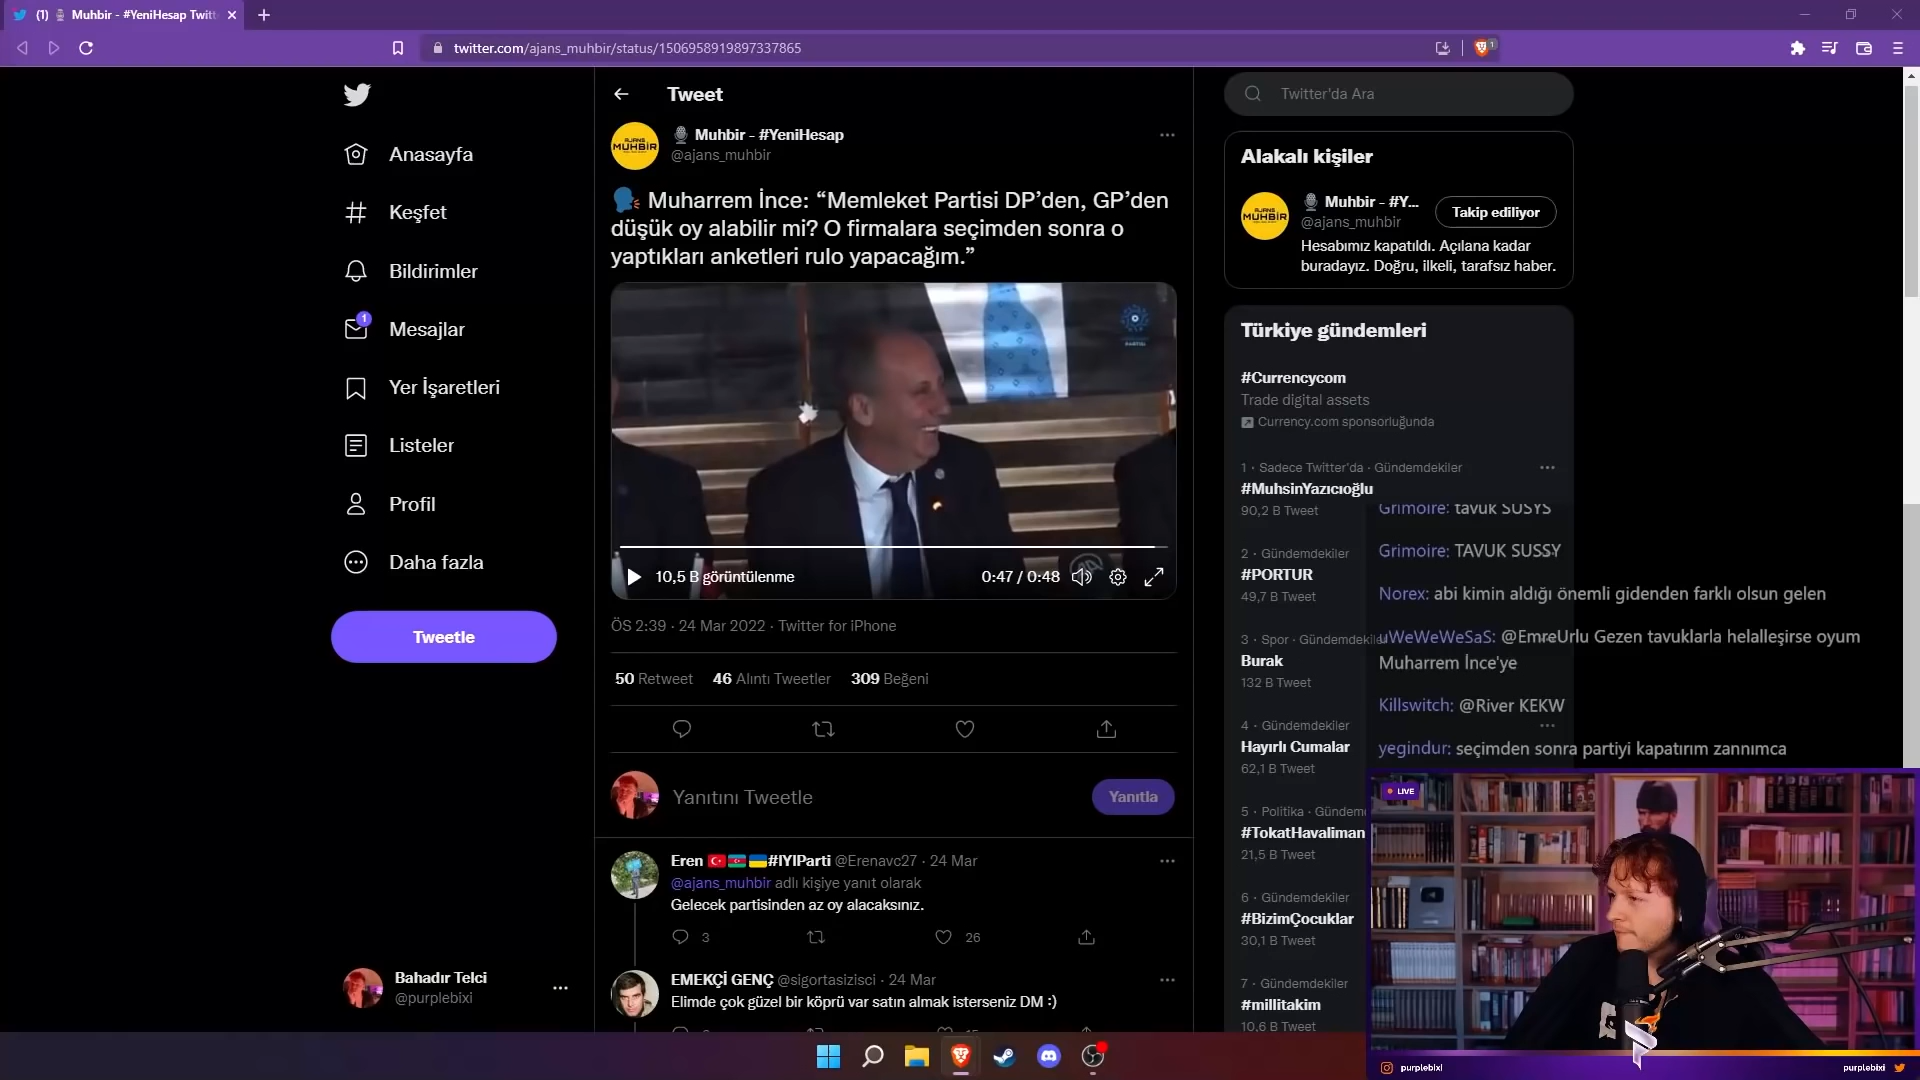 (1) Muhbir - #YeniHesap Twitt
twitter.com/ajans_muhbir/status/1506958919897337865
1
Anasayfa
Keşfet
Bildirimler
1
Mesajlar
Yer İşaretleri
Listeler
Profil
Daha fazla
Tweetle
Bahadır Telci
@purplebixi
Tweet
AJANS
MUHBİR
Muhbir - #YeniHesap
@ajans_muhbir
Muharrem İnce: “Memleket Partisi DP’den, GP’den
düşük oy alabilir mi? O firmalara seçimden sonra o
yaptıkları anketleri rulo yapacağım.”
10,5 B görüntülenme
0:47 / 0:48
ÖS 2:39 · 24 Mar 2022 · Twitter for iPhone
50 Retweet 46 Alıntı Tweetler 309 Beğeni
Yanıtını Tweetle
Yanıtla
Eren #IYIParti @Erenavc27 · 24 Mar
@ajans_muhbir adlı kişiye yanıt olarak
Gelecek partisinden az oy alacaksınız.
3
26
EMEKÇİ GENÇ @sigortasizisci · 24 Mar
Elimde çok güzel bir köprü var satın almak isterseniz DM :)
Twitter'da Ara
Alakalı kişiler
AJANS
MUHBİR
Muhbir - #Y...
@ajans_muhbir
Takip ediliyor
Hesabımız kapatıldı. Açılana kadar
buradayız. Doğru, ilkeli, tarafsız haber.
Türkiye gündemleri
#Currencycom
Trade digital assets
Currency.com sponsorluğunda
1 · Sadece Twitter'da · Gündemdekiler
#MuhsinYazıcıoğlu
90,2 B Tweet
2 · Gündemdekiler
#PORTUR
49,7 B Tweet
3 · Spor · Gündemdekiler
Burak
132 B Tweet
4 · Gündemdekiler
Hayırlı Cumalar
62,1 B Tweet
5 · Politika · Gündem
#TokatHavaliman
21,5 B Tweet
6 · Gündemdekiler
#BizimÇocuklar
30,1 B Tweet
7 · Gündemdekiler
#millitakim
10,6 B Tweet
Grimoire: tavuk SUSYS
Grimoire: TAVUK SUSSY
Norex: abi kimin aldığı önemli gidenden farklı olsun gelen
uWeWeWeSaS: @EmreUrlu Gezen tavuklarla helalleşirse oyum
Muharrem İnce'ye
Killswitch: @River KEKW
yegindur: seçimden sonra partiyi kapatırım zannımca
LIVE
purplebixi
purplebixi